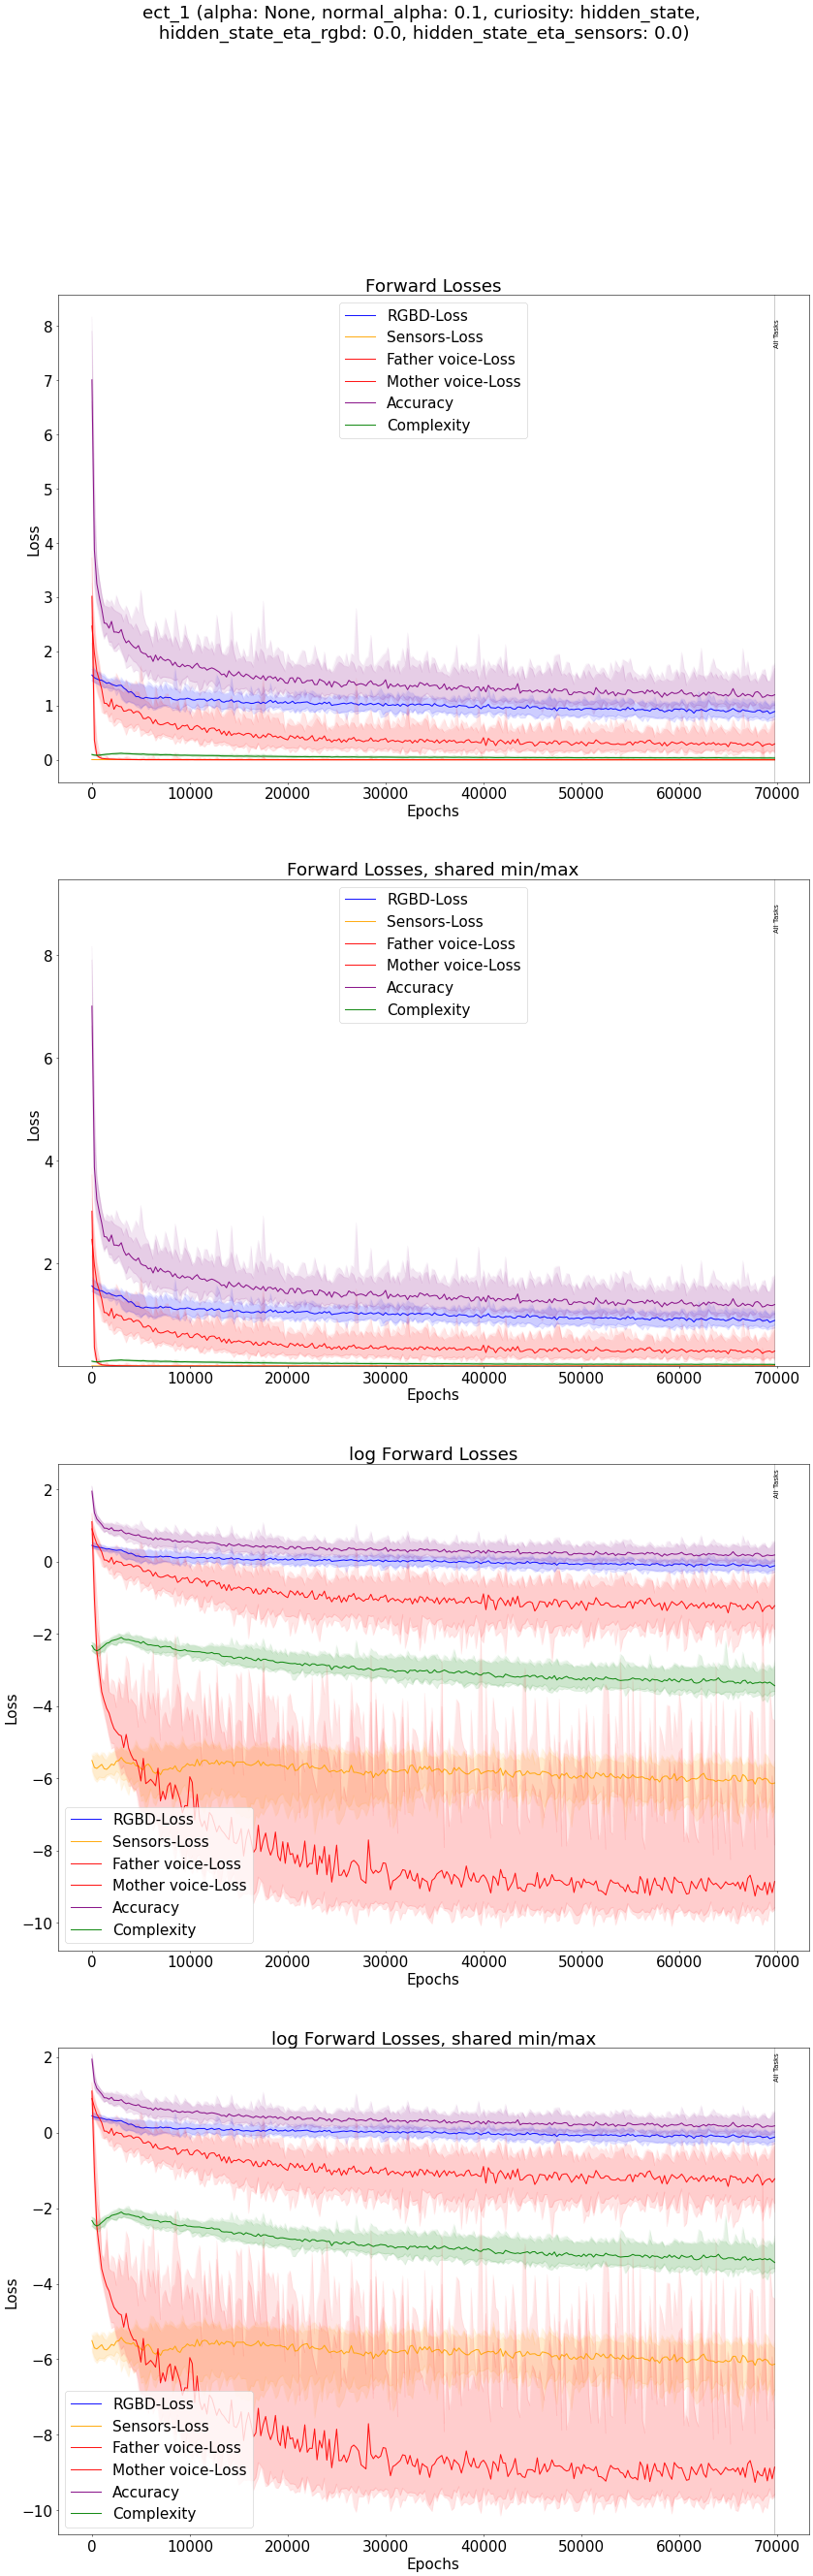 ect_1 (alpha: None, normal_alpha: 0.1, curiosity: hidden_state,
hidden_state_eta_rgbd: 0.0, hidden_state_eta_sensors: 0.0)
Forward Losses
RGBD-Loss
Sensors-Loss
Father voice-Loss
Mother voice-Loss
Accuracy
Complexity
All Tasks
8
7
6
5
4
3
2
1
0
Loss
0 10000 20000 30000 40000 50000 60000 70000
Epochs
Forward Losses, shared min/max
RGBD-Loss
Sensors-Loss
Father voice-Loss
Mother voice-Loss
Accuracy
Complexity
All Tasks
8
6
4
2
Loss
0 10000 20000 30000 40000 50000 60000 70000
Epochs
log Forward Losses
All Tasks
2
0
−2
−4
−6
−8
−10
Loss
RGBD-Loss
Sensors-Loss
Father voice-Loss
Mother voice-Loss
Accuracy
Complexity
0 10000 20000 30000 40000 50000 60000 70000
Epochs
log Forward Losses, shared min/max
All Tasks
2
0
−2
−4
−6
−8
−10
Loss
RGBD-Loss
Sensors-Loss
Father voice-Loss
Mother voice-Loss
Accuracy
Complexity
0 10000 20000 30000 40000 50000 60000 70000
Epochs